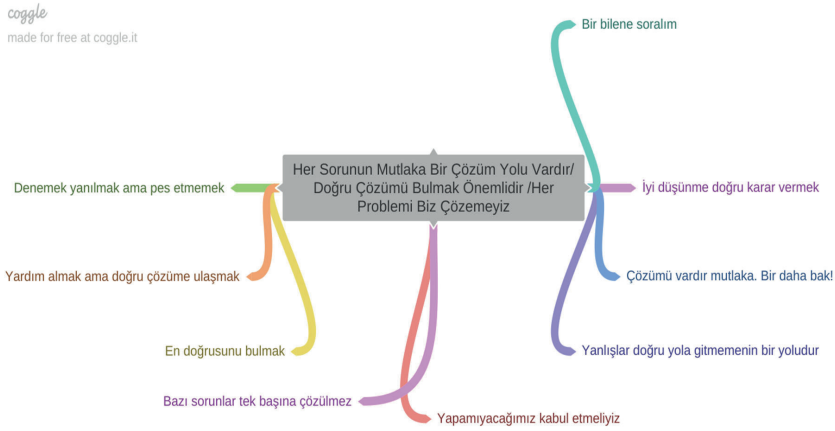 coggle
made for free at coggle.it
Bir bilene soralım
Her Sorunun Mutlaka Bir Çözüm Yolu Vardır/
Doğru Çözümü Bulmak Önemlidir /Her
Problemi Biz Çözemeyiz
Denemek yanılmak ama pes etmemek
İyi düşünme doğru karar vermek
Yardım almak ama doğru çözüme ulaşmak
Çözümü vardır mutlaka. Bir daha bak!
En doğrusunu bulmak
Yanlışlar doğru yola gitmemenin bir yoludur
Bazı sorunlar tek başına çözülmez
Yapamıyacağımız kabul etmeliyiz